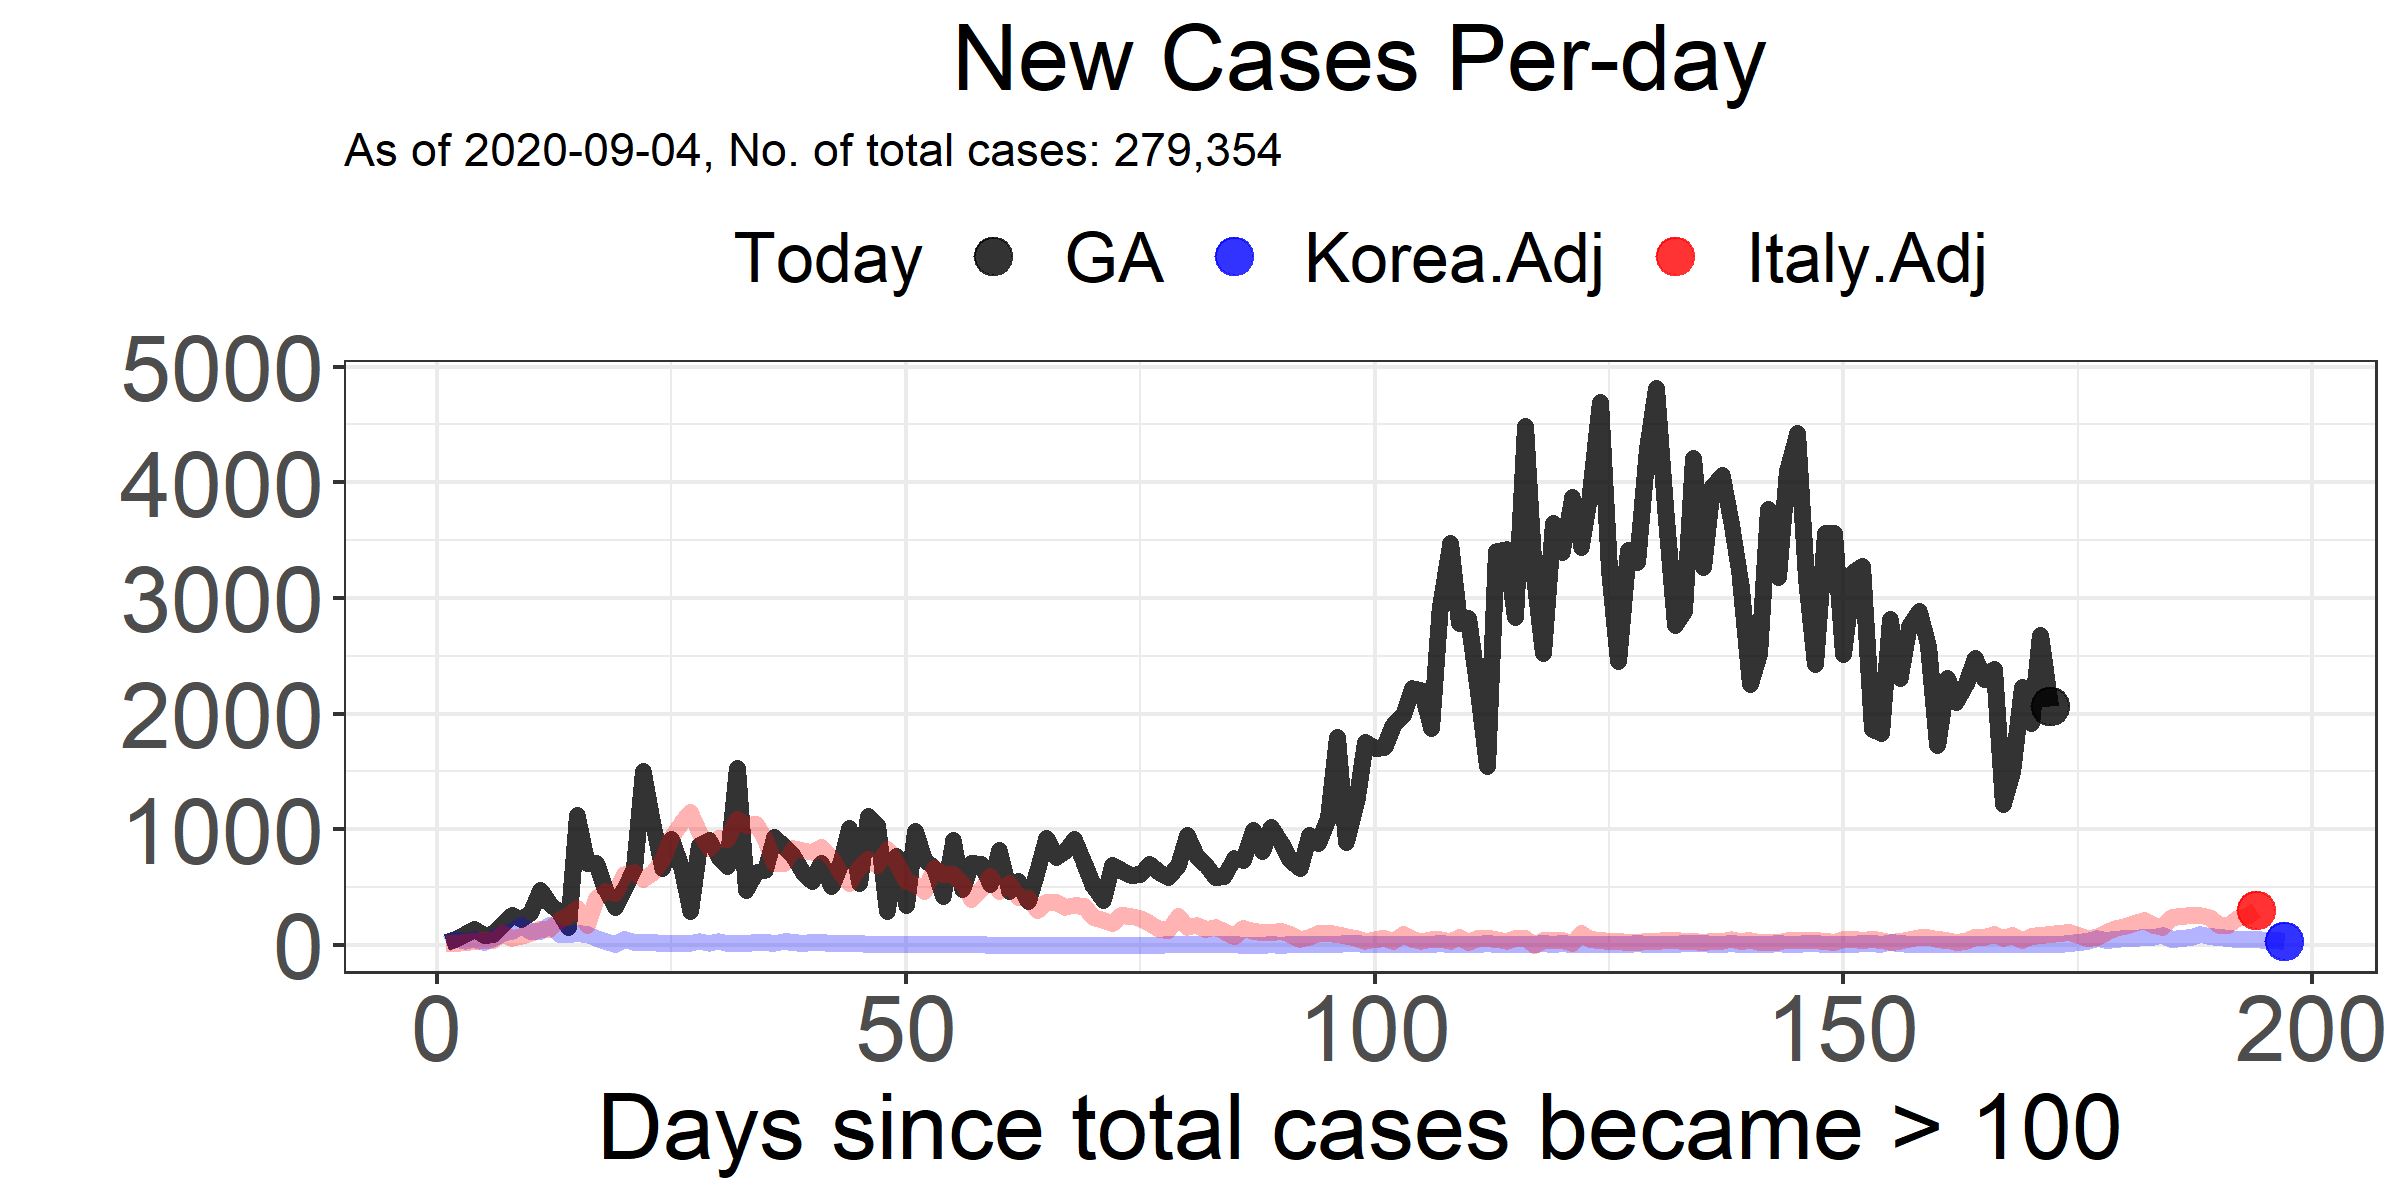 New Cases Per-day
As of 2020-09-04, No. of total cases: 279,354
Today GA Korea.Adj Italy.Adj
5000
4000
3000
2000
1000
0
0 50 100 150 200
Days since total cases became > 100